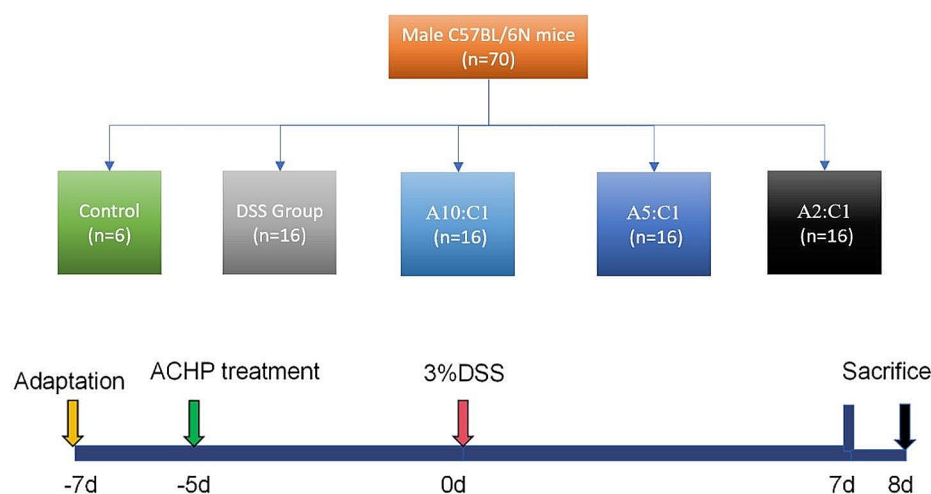 Male C57BL/6N mice
(n=70)
Control
(n=6)
DSS Group
(n=16)
A10:C1
(n=16)
A5:C1
(n=16)
A2:C1
(n=16)
Adaptation
ACHP treatment
3%DSS
Sacrifice
-7d
-5d
0d
7d
8d